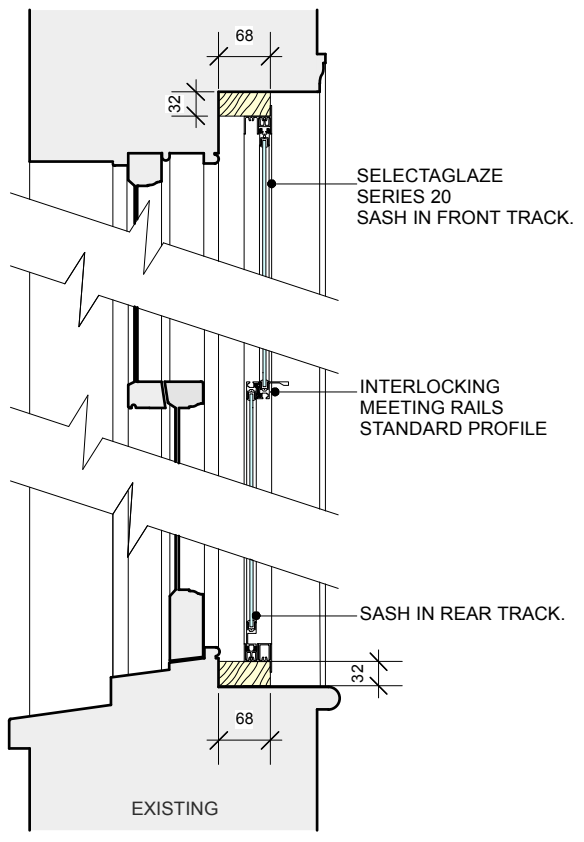 68
32
SELECTAGLAZE
SERIES 20
SASH IN FRONT TRACK.
INTERLOCKING
MEETING RAILS
STANDARD PROFILE
SASH IN REAR TRACK.
32
68
EXISTING